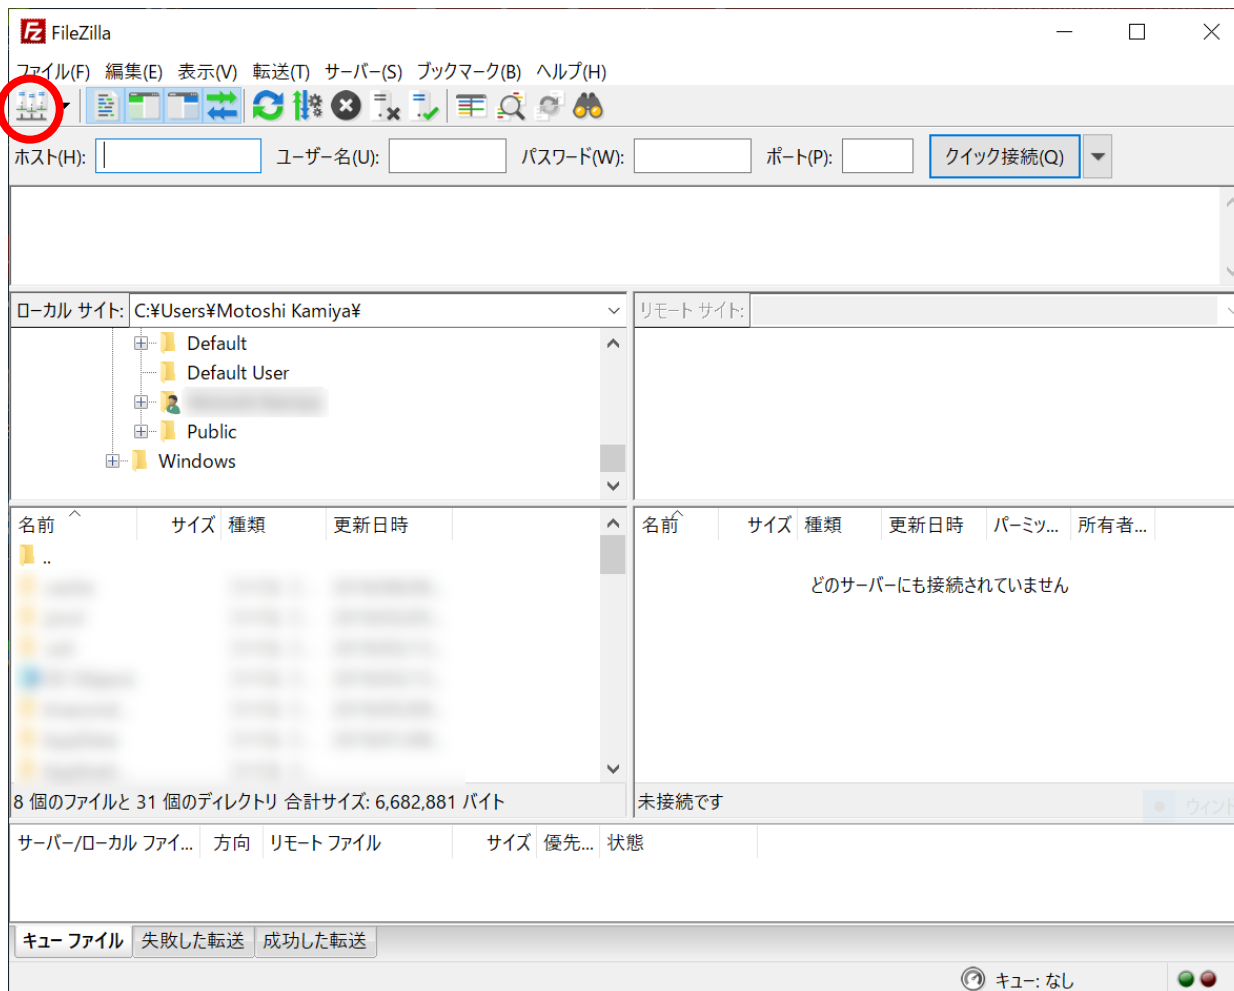 FileZilla
ファイル(F) 編集(E) 表示(V) 転送(T) サーバー(S) ブックマーク(B) ヘルプ(H)
ホスト(H): ユーザー名(U): パスワード(W): ポート(P): クイック接続(Q)
ローカル サイト: C:¥Users¥Motoshi Kamiya¥ リモート サイト:
Default
Default User
Public
Windows
名前 サイズ 種類 更新日時 名前 サイズ 種類 更新日時 パーミッ... 所有者...
..
どのサーバーにも接続されていません
8 個のファイルと 31 個のディレクトリ 合計サイズ: 6,682,881 バイト 未接続です
サーバー/ローカル ファイ... 方向 リモート ファイル サイズ 優先... 状態
キュー ファイル 失敗した転送 成功した転送
キュー: なし